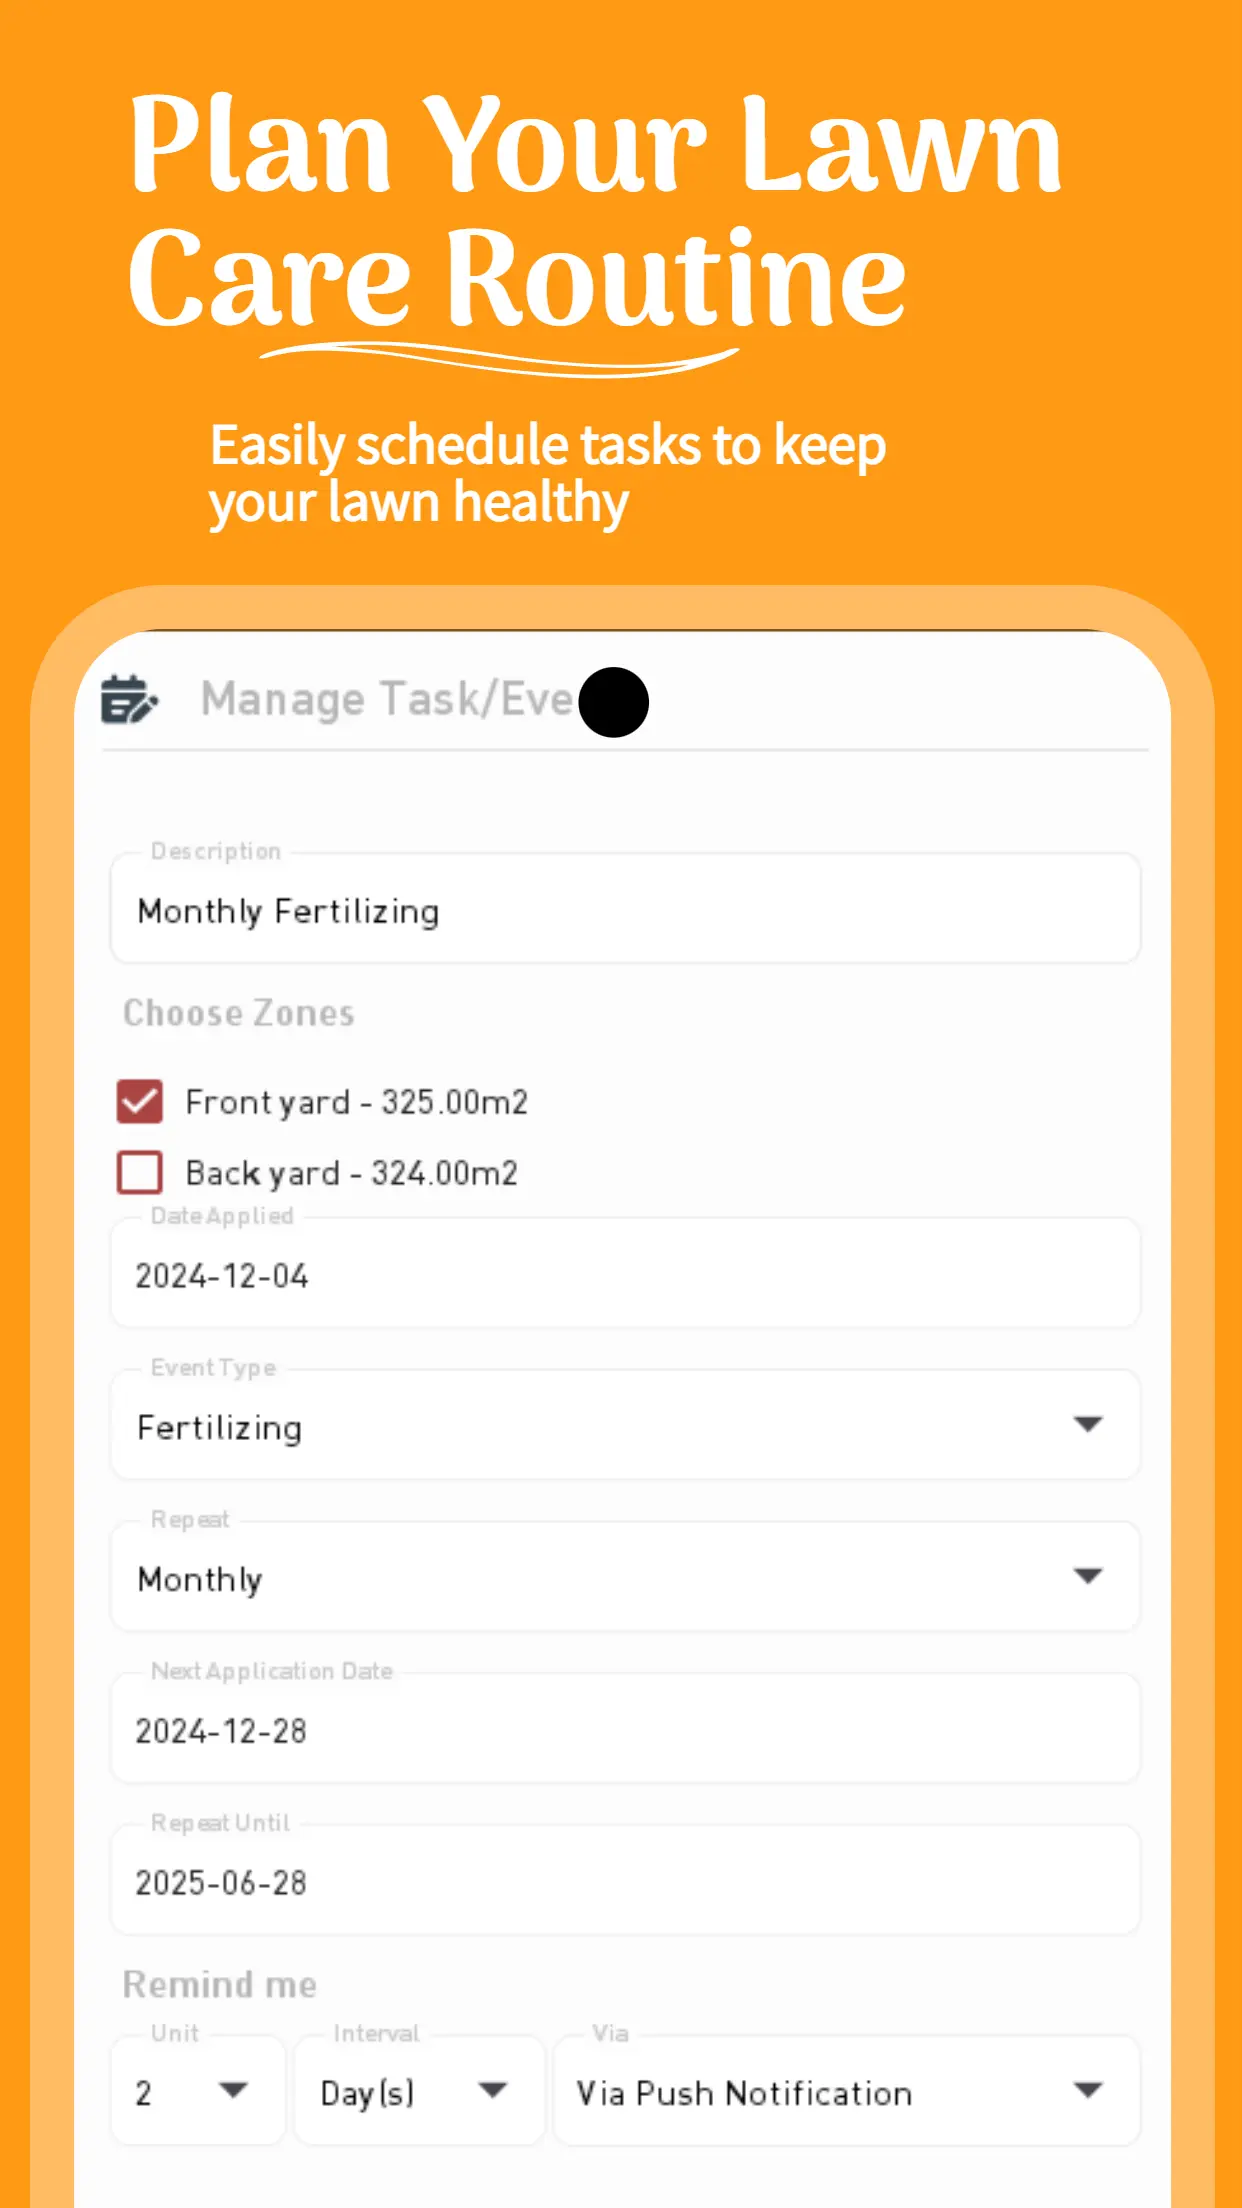 Plan Your Lawn
Care Routine
Easily schedule tasks to keep
your lawn healthy
Manage Task/Eve
Description
Monthly Fertilizing
Choose Zones
Front yard - 325.00m2
Back yard - 324.00m2
Date Applied
2024-12-04
Event Type
Fertilizing
Repeat
Monthly
Next Application Date
2024-12-28
Repeat Until
2025-06-28
Remind me
Unit Interval Via
2 Day(s) Via Push Notification